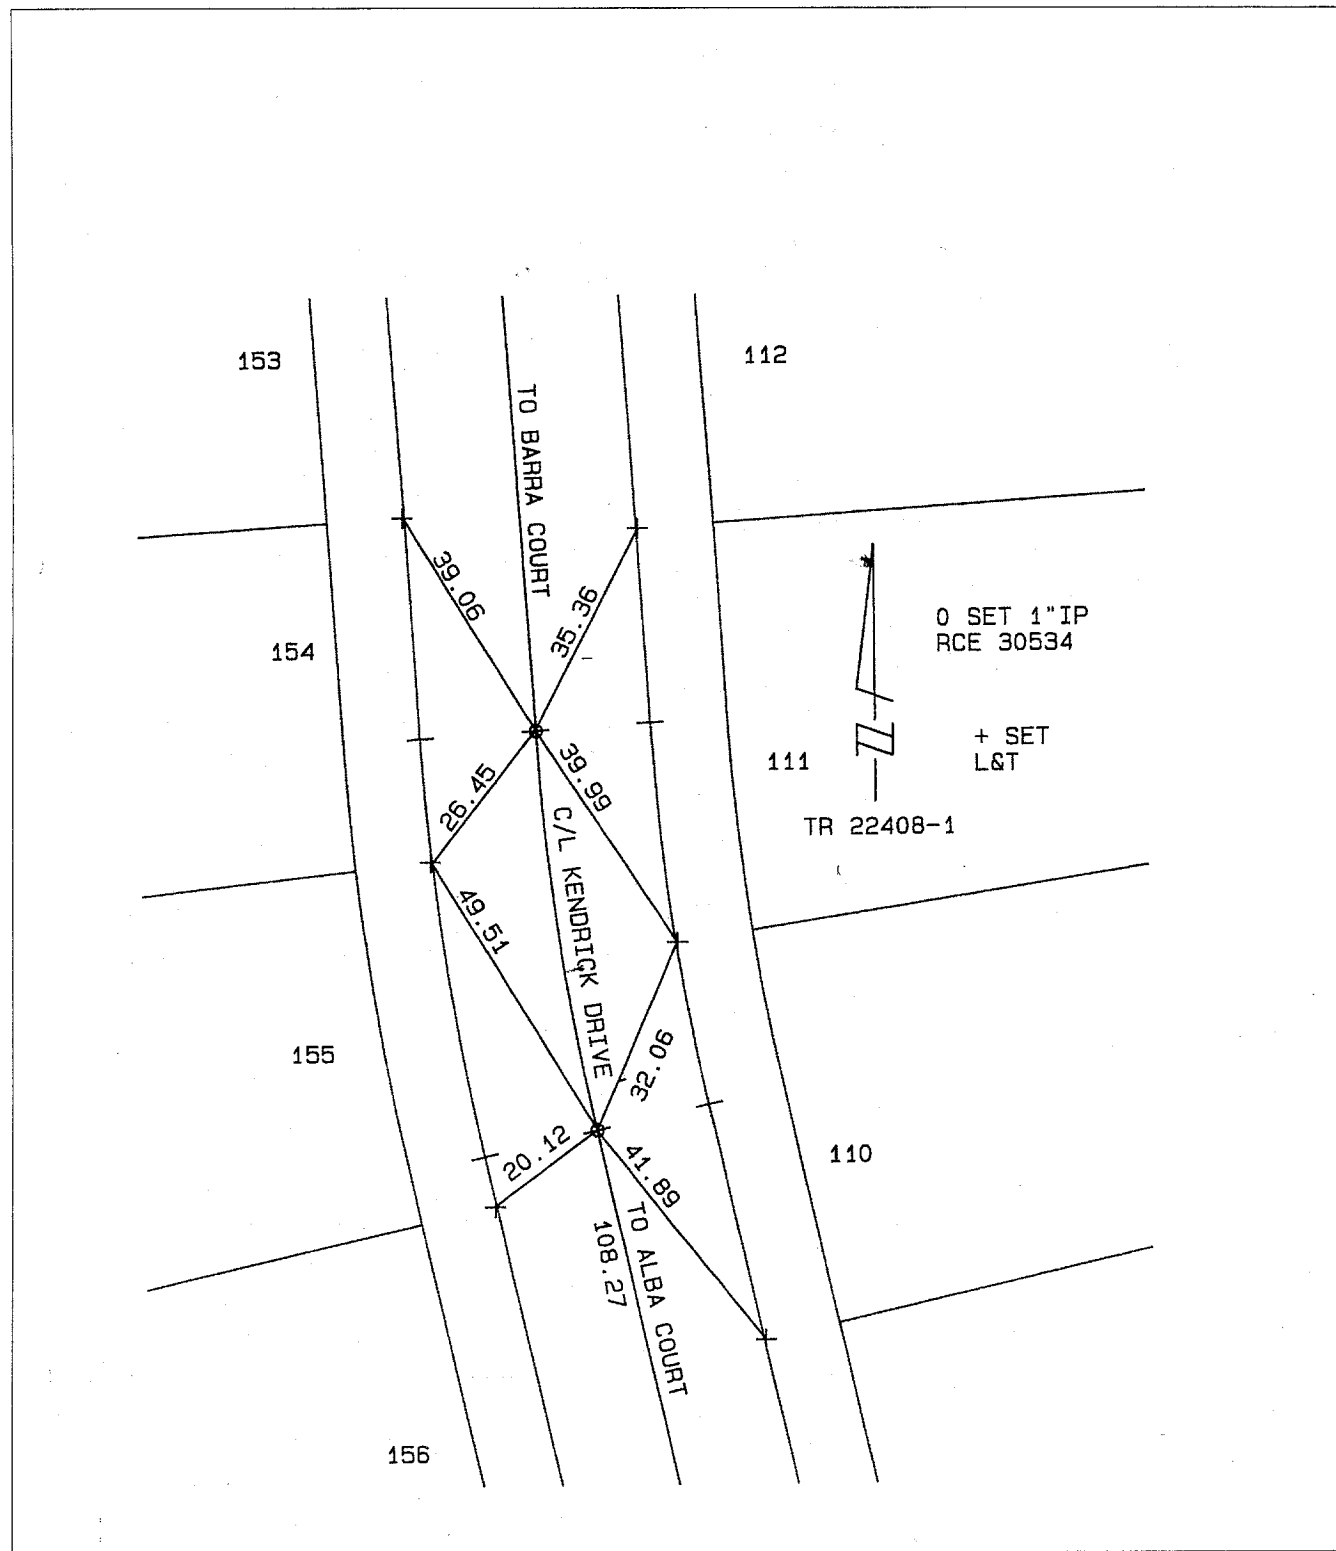 153
112
TO BARRA COURT
39.06
35.36
O SET 1"IP
RCE 30534
154
+ SET
L&T
111
39.99
26.45
TR 22408-1
C/L KENDRICK DRIVE
49.51
155
32.06
20.12
41.89
110
TO ALBA COURT
108.27
156